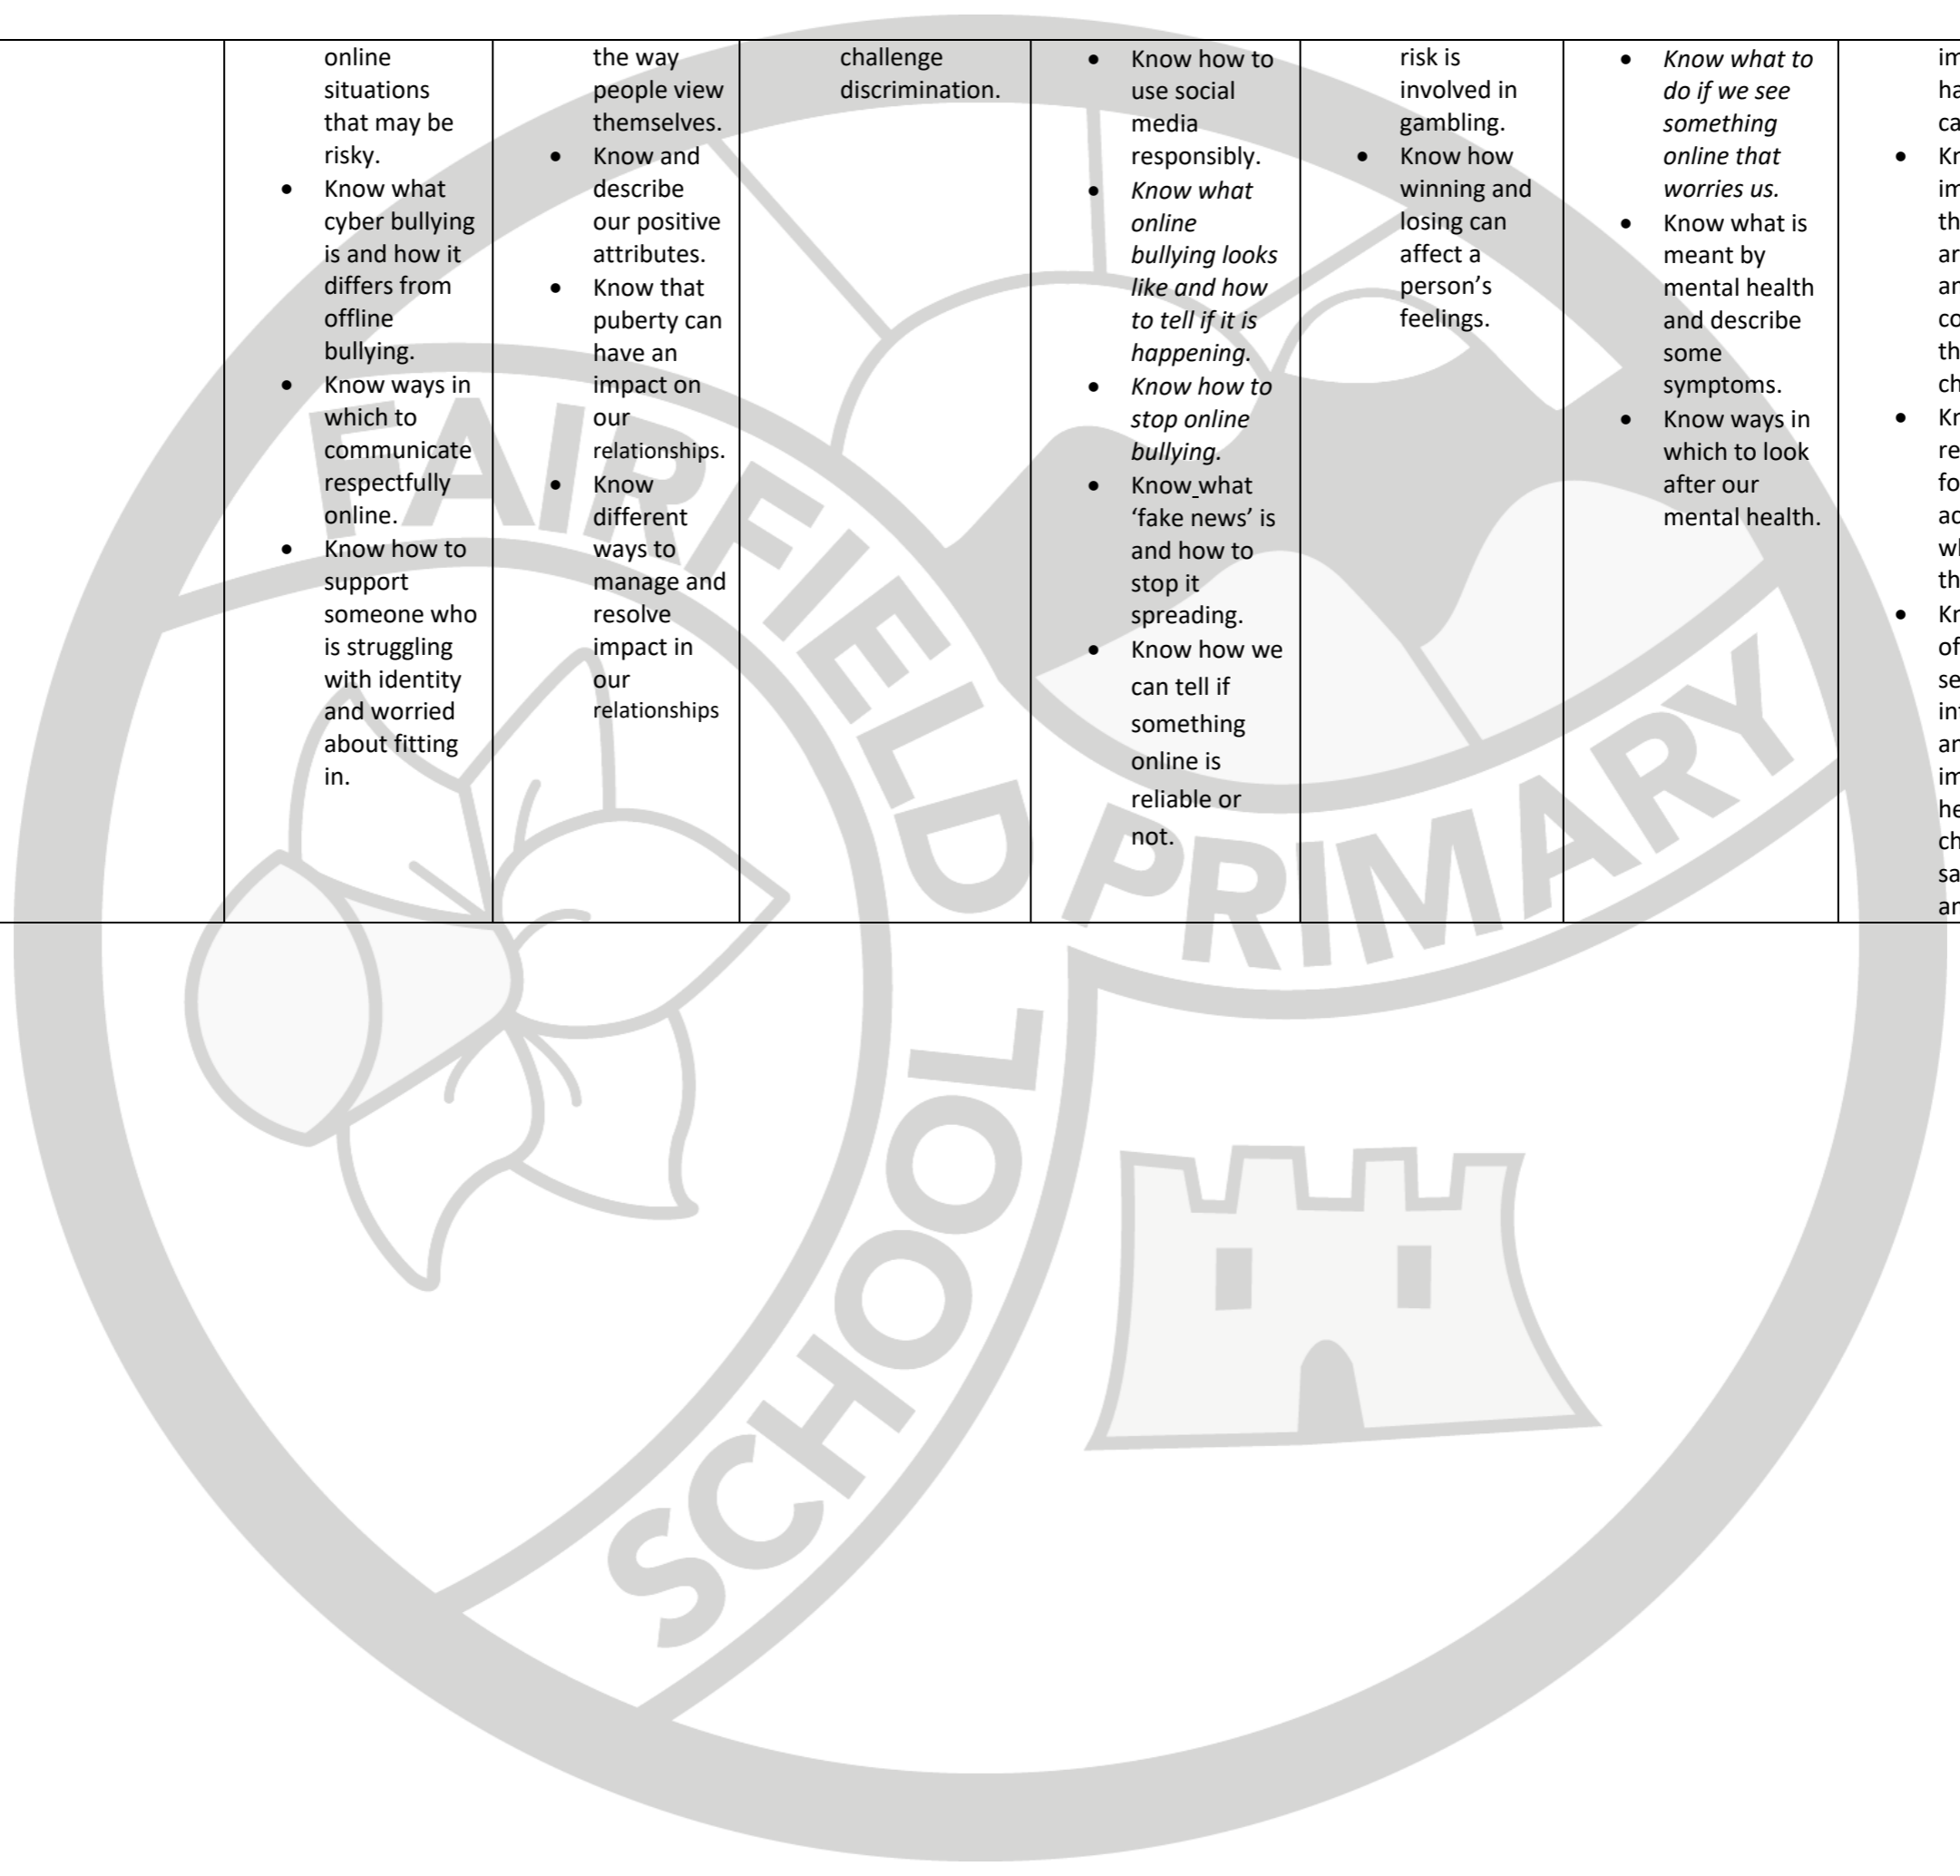 online
situations
that may be
risky.
• Know what
cyber bullying
is and how it
differs from
offline
bullying.
• Know ways in
which to
communicate
respectfully
online.
• Know how to
support
someone who
is struggling
with identity
and worried
about fitting
in.
the way
people view
themselves.
• Know and
describe
our positive
attributes.
• Know that
puberty can
have an
impact on
our
relationships.
• Know
different
ways to
manage and
resolve
impact in
our
relationships
challenge
discrimination.
• Know how to
use social
media
responsibly.
• Know what
online
bullying looks
like and how
to tell if it is
happening.
• Know how to
stop online
bullying.
• Know what
‘fake news’ is
and how to
stop it
spreading.
• Know how we
can tell if
something
online is
reliable or
not.
risk is
involved in
gambling.
• Know how
winning and
losing can
affect a
person’s
feelings.
• Know what to
do if we see
something
online that
worries us.
• Know what is
meant by
mental health
and describe
some
symptoms.
• Know ways in
which to look
after our
mental health.
FAIRFIELD PRIMARY
SCHOOL